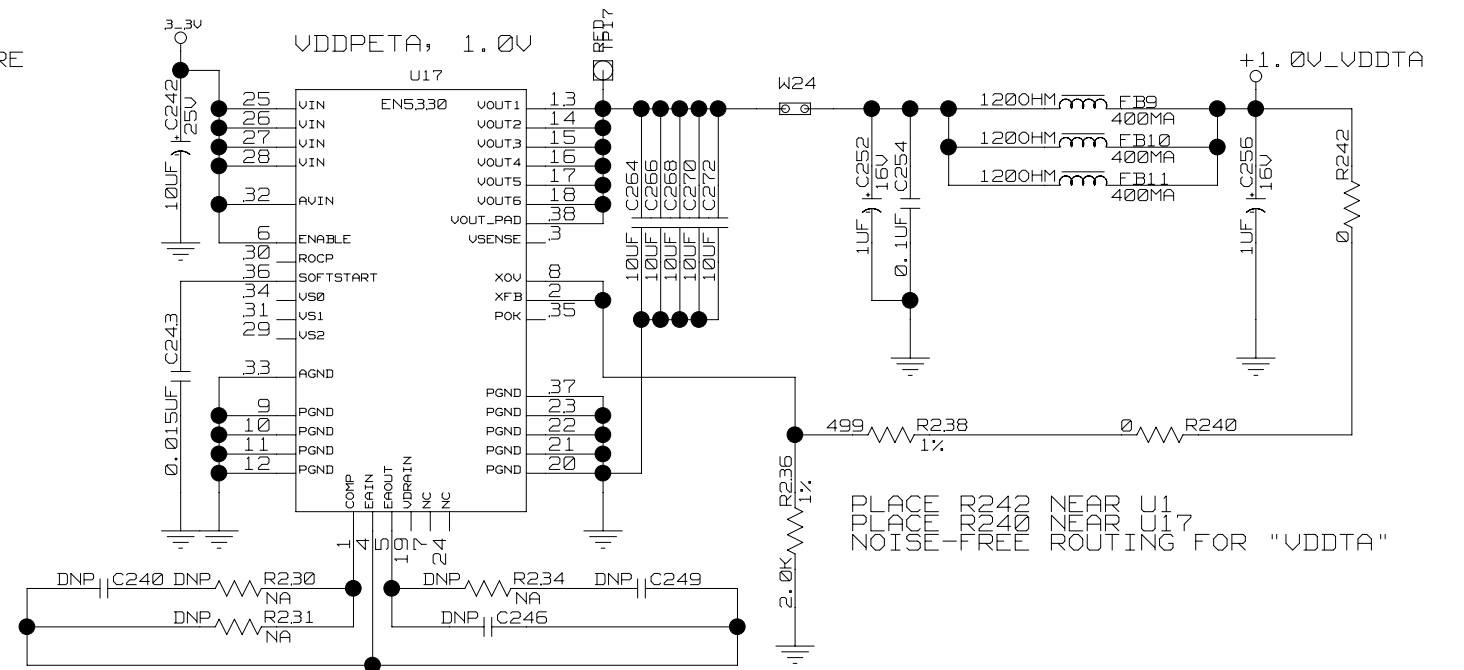 RE
3_3V
VDDPETA, 1.0V
RED
TP17
+1.0V_VDDTA
U17
EN5330
C242
25V
10UF
25 VIN
26 VIN
27 VIN
28 VIN
32 AVIN
6 ENABLE
30 ROCP
36 SOFTSTART
34 VS0
31 VS1
29 VS2
33 AGND
9 PGND
10 PGND
11 PGND
12 PGND
VOUT1 13
VOUT2 14
VOUT3 15
VOUT4 16
VOUT5 17
VOUT6 18
VOUT_PAD 38
VSENSE 3
XOV 8
XFB 2
POK 35
PGND 37
PGND 23
PGND 22
PGND 21
PGND 20
COMP 1
EAIN 4
EAOUT 5
VDRAIN 19
NC 7
NC 24
C243
0.015UF
C264
10UF
C266
10UF
C268
10UF
C270
10UF
C272
10UF
W24
C252
16V
1UF
C254
0.1UF
120OHM FB9
400MA
120OHM FB10
400MA
120OHM FB11
400MA
C256
16V
1UF
R242
0
499 R238
1%
0 R240
R236
1%
2.0K
PLACE R242 NEAR U1
PLACE R240 NEAR U17
NOISE-FREE ROUTING FOR "VDDTA"
DNP C240 DNP R230
NA
DNP R231
NA
DNP R234 DNP C249
NA
DNP C246